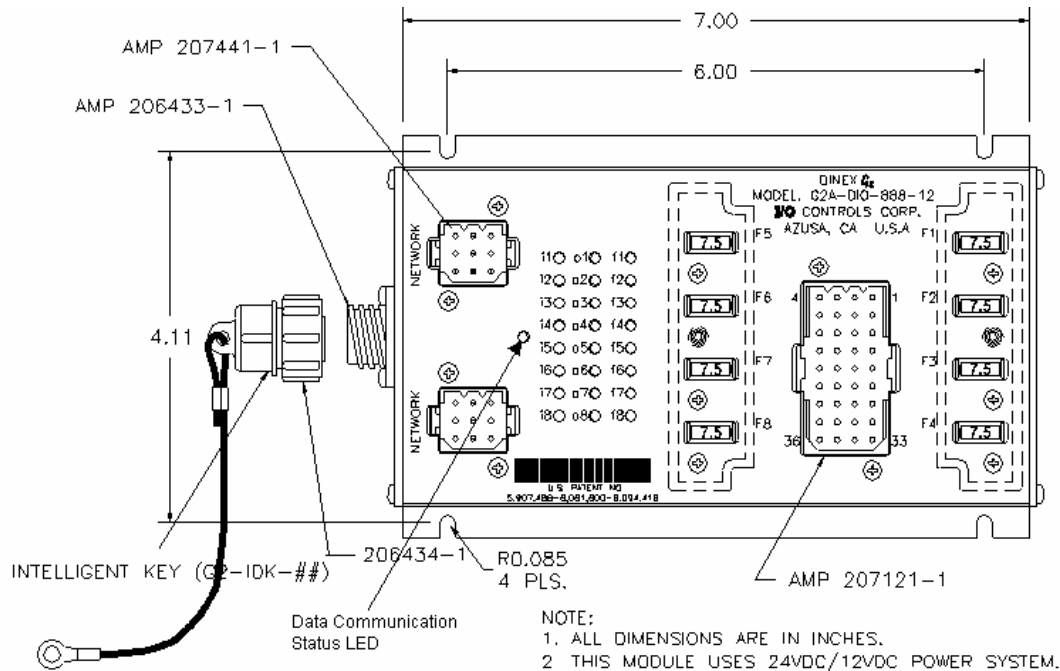 7.00
AMP 207441-1
6.00
AMP 206433-1
DINEX G2
MODEL. G2A-DIO-888-12
I/O CONTROLS CORP.
AZUSA, CA U.S.A
NETWORK
i1 o1 f1
i2 o2 f2
i3 o3 f3
i4 o4 f4
i5 o5 f5
i6 o6 f6
i7 o7 f7
i8 o8 f8
F5 7.5
F6 7.5
F7 7.5
F8 7.5
F1 7.5
F2 7.5
F3 7.5
F4 7.5
4 1
36 33
4.11
NETWORK
U.S. PATENT NO
206434-1
R0.085
4 PLS.
INTELLIGENT KEY (G2-IDK-##)
AMP 207121-1
Data Communication
Status LED
NOTE:
1. ALL DIMENSIONS ARE IN INCHES.
2 THIS MODULE USES 24VDC/12VDC POWER SYSTEM.